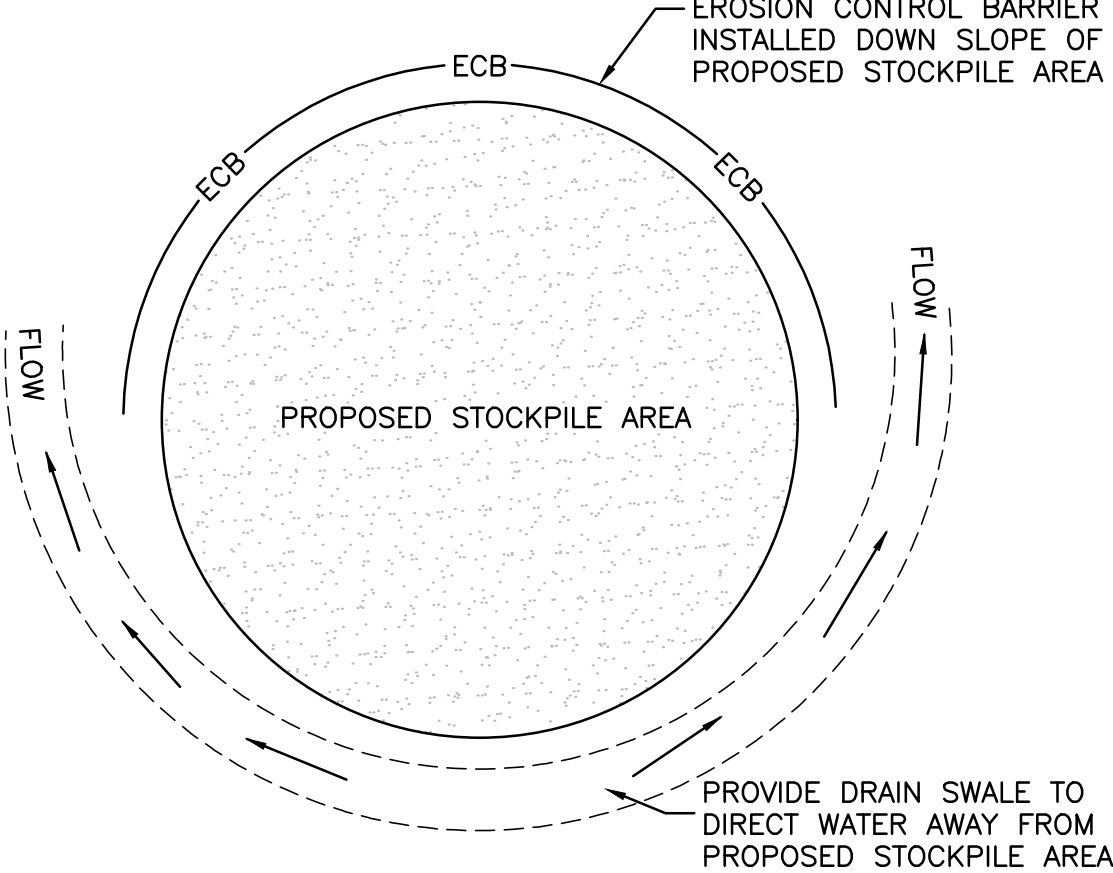 EROSION CONTROL BARRIER
INSTALLED DOWN SLOPE OF
PROPOSED STOCKPILE AREA
ECB
ECB
ECB
FLOW
FLOW
PROPOSED STOCKPILE AREA
PROVIDE DRAIN SWALE TO
DIRECT WATER AWAY FROM
PROPOSED STOCKPILE AREA